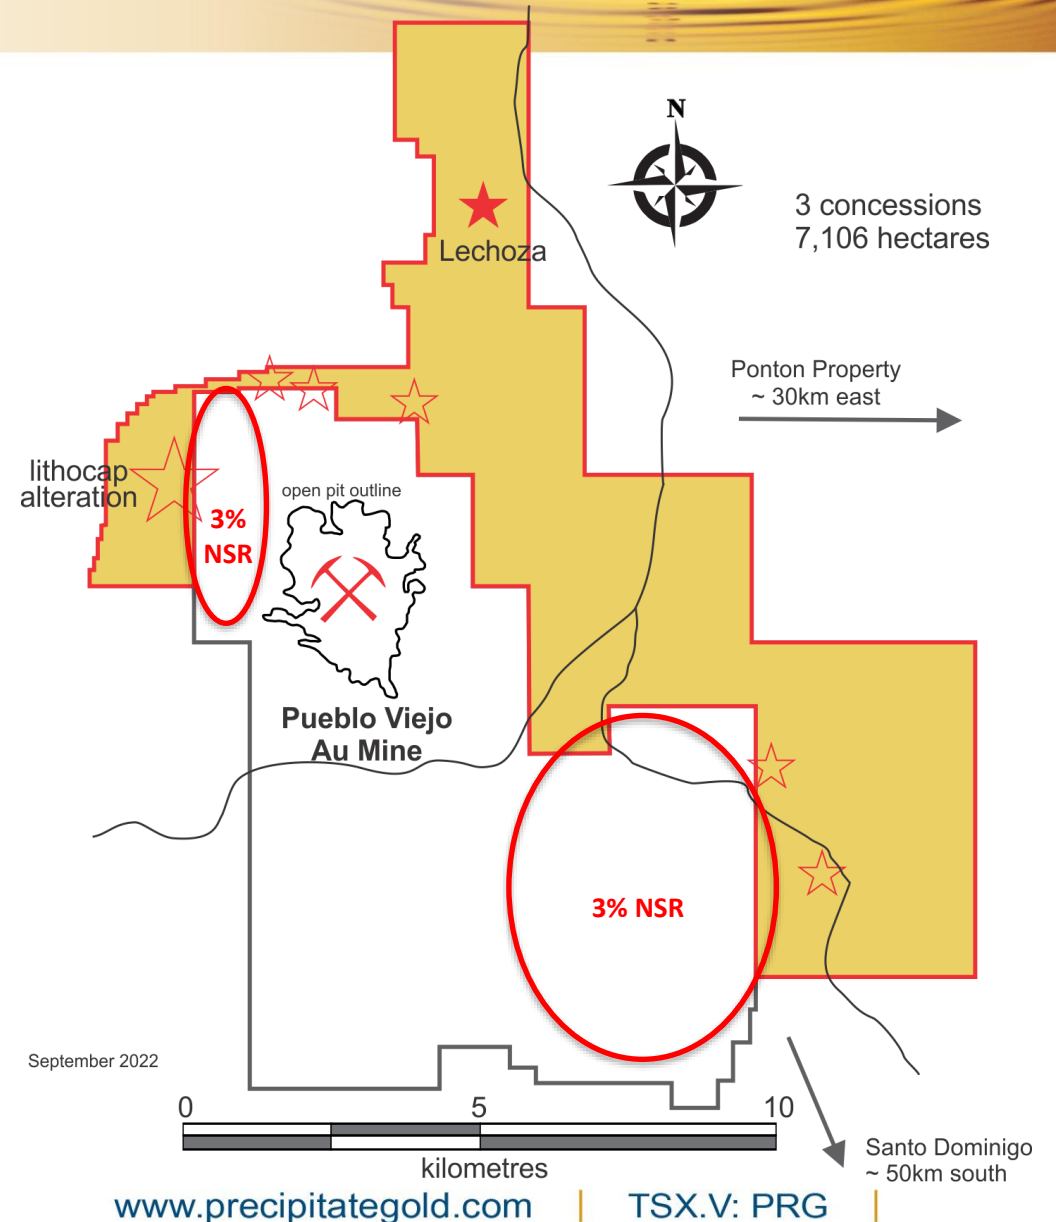 N
3 concessions
7,106 hectares
Lechoza
Ponton Property
~ 30km east
lithocap
alteration
open pit outline
3%
NSR
Pueblo Viejo
Au Mine
3% NSR
September 2022
0 5 10
kilometres
Santo Dominigo
~ 50km south
www.precipitategold.com | TSX.V: PRG |